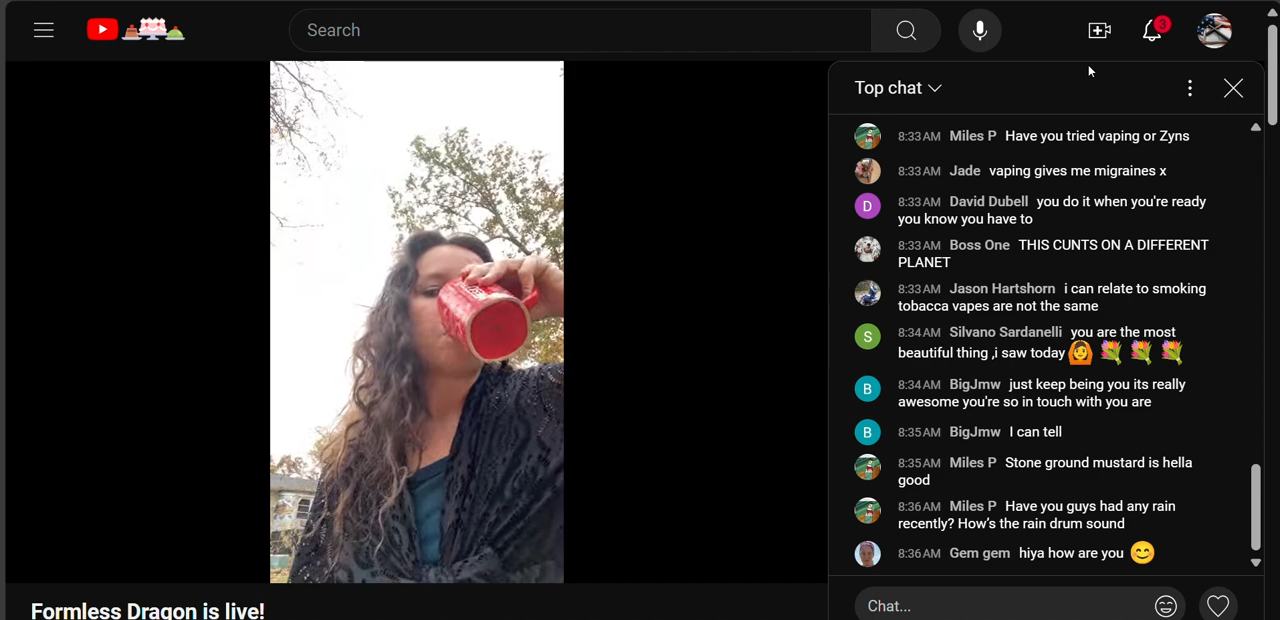 Search
3
Top chat
8:33 AM Miles P Have you tried vaping or Zyns
8:33 AM Jade vaping gives me migraines x
D
8:33 AM David Dubell you do it when you're ready
you know you have to
8:33 AM Boss One THIS CUNTS ON A DIFFERENT
PLANET
8:33 AM Jason Hartshorn i can relate to smoking
tobacca vapes are not the same
S
8:34 AM Silvano Sardanelli you are the most
beautiful thing ,i saw today🙆💐💐💐
B
8:34 AM BigJmw just keep being you its really
awesome you're so in touch with you are
B
8:35 AM BigJmw I can tell
8:35 AM Miles P Stone ground mustard is hella
good
8:36 AM Miles P Have you guys had any rain
recently? How's the rain drum sound
8:36 AM Gem gem hiya how are you 😊
Chat...
Formless Dragon is live!